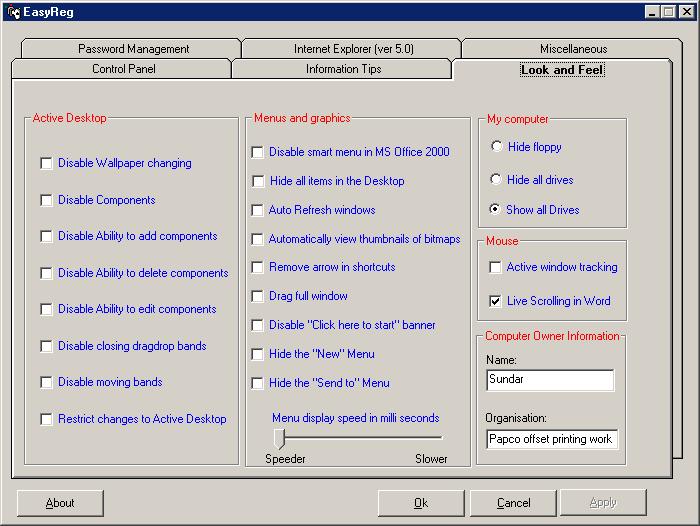 EasyReg
Password Management
Internet Explorer (ver 5.0)
Miscellaneous
Control Panel
Information Tips
Look and Feel
Active Desktop
Disable Wallpaper changing
Disable Components
Disable Ability to add components
Disable Ability to delete components
Disable Ability to edit components
Disable closing dragdrop bands
Disable moving bands
Restrict changes to Active Desktop
Menus and graphics
Disable smart menu in MS Office 2000
Hide all items in the Desktop
Auto Refresh windows
Automatically view thumbnails of bitmaps
Remove arrow in shortcuts
Drag full window
Disable "Click here to start" banner
Hide the "New" Menu
Hide the "Send to" Menu
Menu display speed in milli seconds
Speeder
Slower
My computer
Hide floppy
Hide all drives
Show all Drives
Mouse
Active window tracking
Live Scrolling in Word
Computer Owner Information
Name:
Sundar
Organisation:
Papco offset printing work
About
Ok
Cancel
Apply